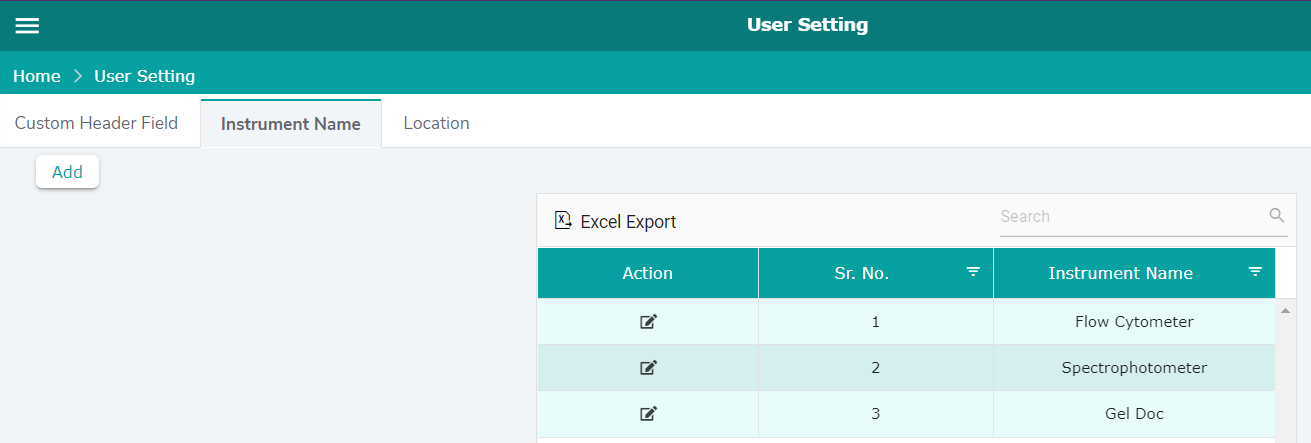 User Setting
Home > User Setting
Custom Header Field Instrument Name Location
Add
Excel Export Search
Action Sr. No. Instrument Name
1 Flow Cytometer
2 Spectrophotometer
3 Gel Doc